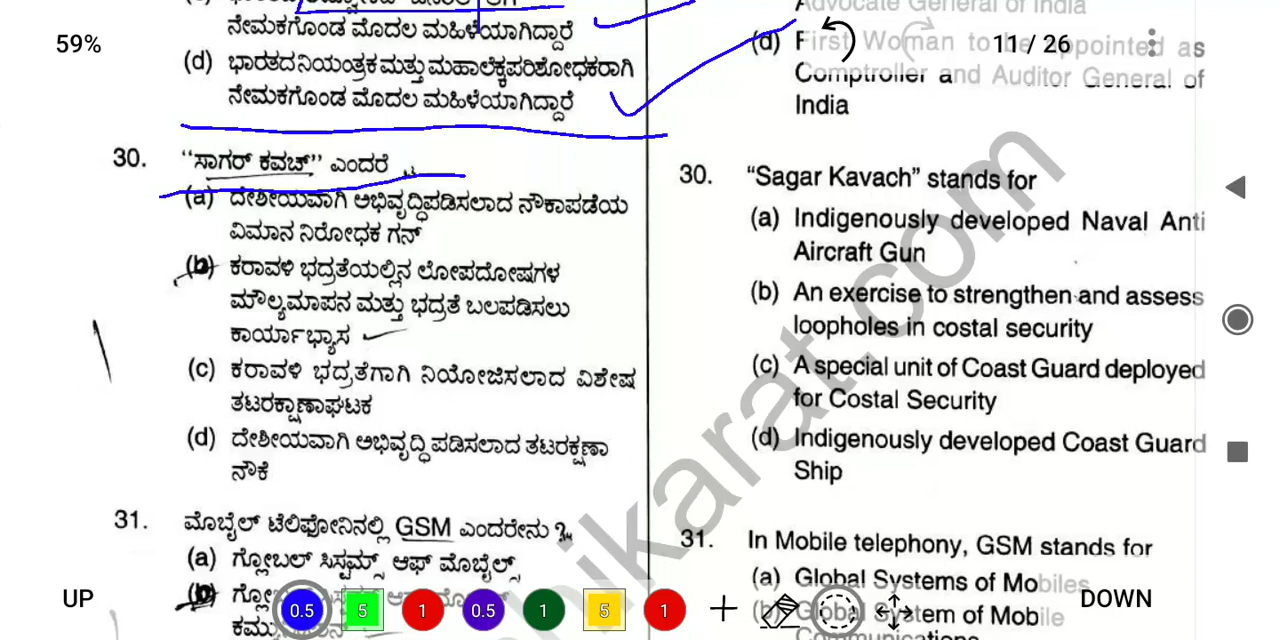 59%
ನೇಮಕಗೊಂಡ ಮೊದಲ ಮಹಿಳೆಯಾಗಿದ್ದಾರೆ
(d) ಭಾರತದ ನಿಯಂತ್ರಕ ಮತ್ತು ಮಹಾಲೆಕ್ಕಪರಿಶೋಧಕರಾಗಿ
ನೇಮಕಗೊಂಡ ಮೊದಲ ಮಹಿಳೆಯಾಗಿದ್ದಾರೆ
30. “ಸಾಗರ್ ಕವಚ್” ಎಂದರೆ
(a) ದೇಶೀಯವಾಗಿ ಅಭಿವೃದ್ಧಿಪಡಿಸಲಾದ ನೌಕಾಪಡೆಯ
ವಿಮಾನ ನಿರೋಧಕ ಗನ್
(b) ಕರಾವಳಿ ಭದ್ರತೆಯಲ್ಲಿನ ಲೋಪದೋಷಗಳ
ಮೌಲ್ಯಮಾಪನ ಮತ್ತು ಭದ್ರತೆ ಬಲಪಡಿಸಲು
ಕಾರ್ಯಾಭ್ಯಾಸ
(c) ಕರಾವಳಿ ಭದ್ರತೆಗಾಗಿ ನಿಯೋಜಿಸಲಾದ ವಿಶೇಷ
ತಟರಕ್ಷಣಾಘಟಕ
(d) ದೇಶೀಯವಾಗಿ ಅಭಿವೃದ್ಧಿ ಪಡಿಸಲಾದ ತಟರಕ್ಷಣಾ
ನೌಕೆ
31. ಮೊಬೈಲ್ ಟೆಲಿಫೋನಿನಲ್ಲಿ GSM ಎಂದರೇನು ?
(a) ಗ್ಲೋಬಲ್ ಸಿಸ್ಟಮ್ಸ್ ಆಫ್ ಮೊಬೈಲ್ಸ್
(b)
Advocate General of India
(d) First Woman to be appointed as
Comptroller and Auditor General of
India
11 / 26
30. “Sagar Kavach” stands for
(a) Indigenously developed Naval Anti
Aircraft Gun
(b) An exercise to strengthen and assess
loopholes in costal security
(c) A special unit of Coast Guard deployed
for Costal Security
(d) Indigenously developed Coast Guard
Ship
31. In Mobile telephony, GSM stands for
(a) Global Systems of Mobiles
(b) Global System of Mobile
Communications
UP
0.5 5 1 0.5 1 5 1
DOWN